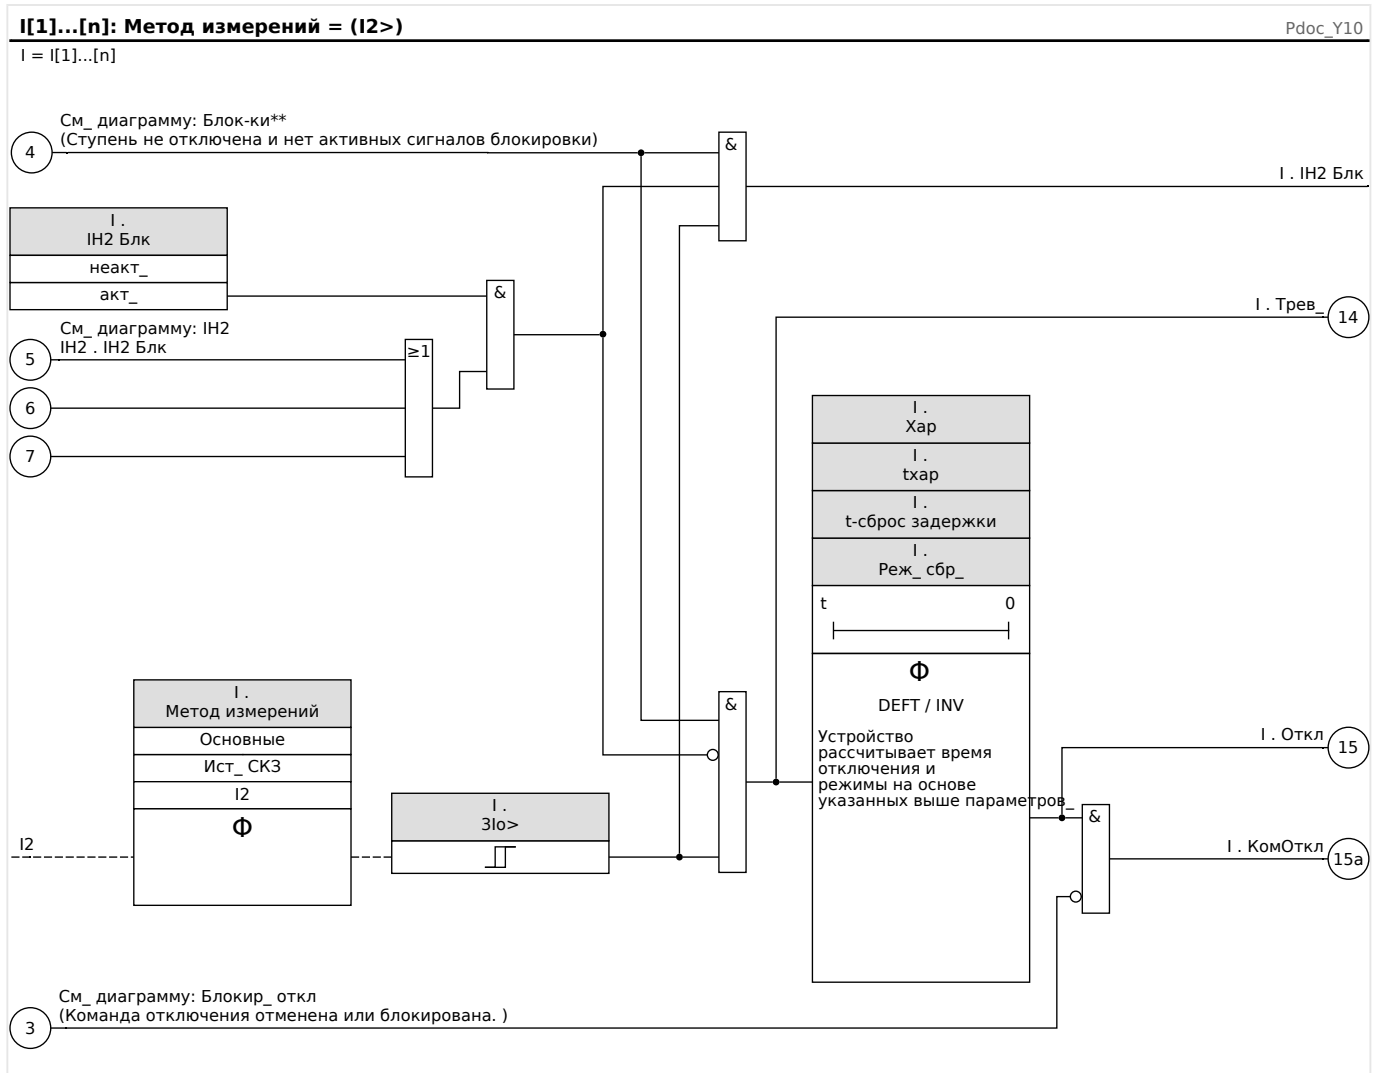 I[1]...[n]: Метод измерений = (I2>)
Pdoc_Y10
I = I[1]...[n]
См_ диаграмму: Блок-ки**
(Ступень не отключена и нет активных сигналов блокировки)
4
&
I . IH2 Блк
I .
IH2 Блк
неакт_
акт_
&
См_ диаграмму: IH2
IH2 . IH2 Блк
5
≥1
6
7
I . Трев_
14
I .
Хар
I .
tхар
I .
t-сброс задержки
I .
Реж_ сбр_
t 0
Φ
DEFT / INV
Устройство
рассчитывает время
отключения и
режимы на основе
указанных выше параметров_
I .
Метод измерений
Основные
Ист_ СКЗ
I2
Φ
I2
I .
3Io>
&
I . Откл
15
&
I . КомОткл
15a
См_ диаграмму: Блокир_ откл
(Команда отключения отменена или блокирована. )
3